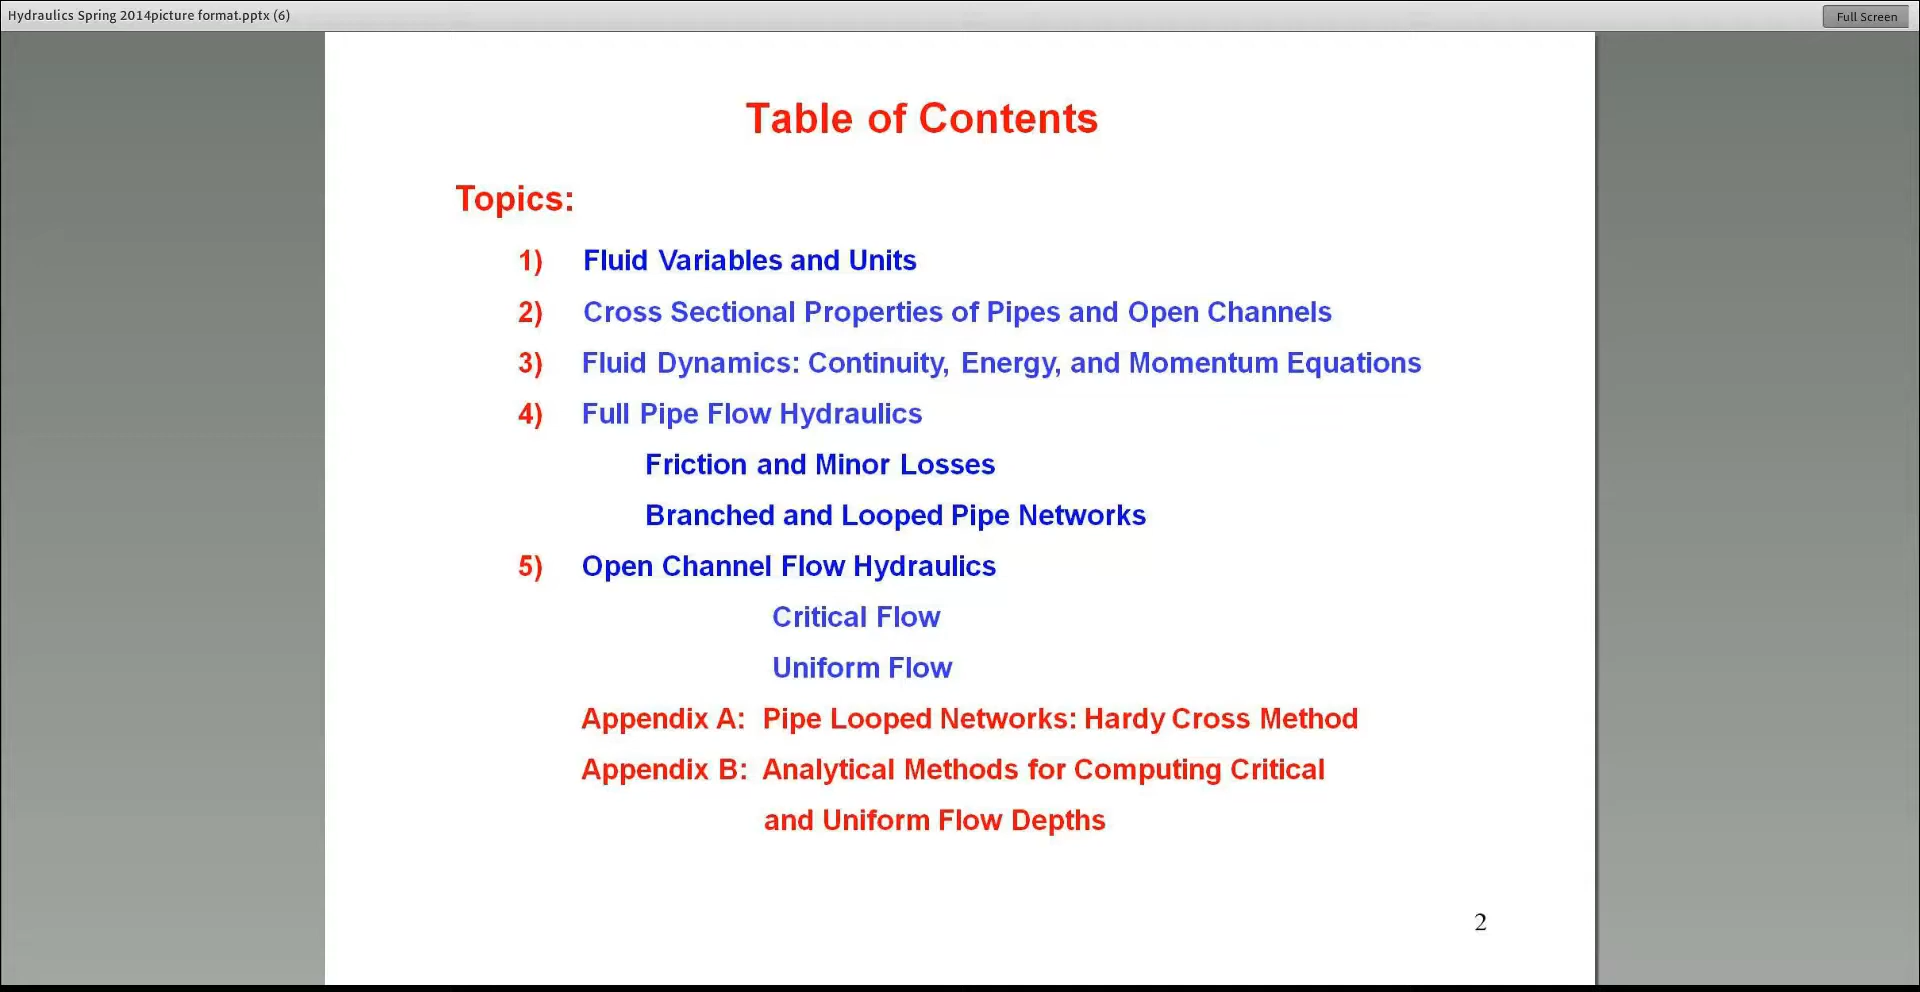 Hydraulics Spring 2014picture format.pptx (6)
Full Screen
Table of Contents
Topics:
1) Fluid Variables and Units
2) Cross Sectional Properties of Pipes and Open Channels
3) Fluid Dynamics: Continuity, Energy, and Momentum Equations
4) Full Pipe Flow Hydraulics
Friction and Minor Losses
Branched and Looped Pipe Networks
5) Open Channel Flow Hydraulics
Critical Flow
Uniform Flow
Appendix A: Pipe Looped Networks: Hardy Cross Method
Appendix B: Analytical Methods for Computing Critical
and Uniform Flow Depths
2